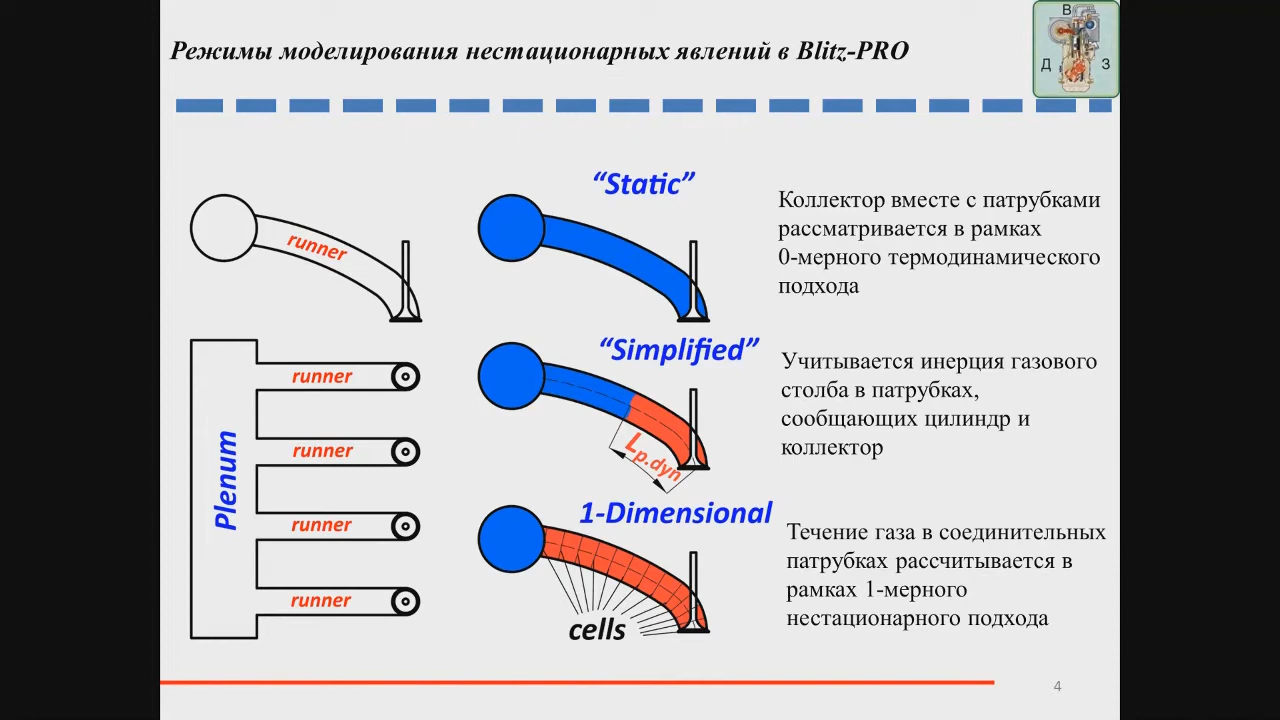 Режимы моделирования нестационарных явлений в Blitz-PRO
В
Д
З
runner
“Static”
Коллектор вместе с патрубками
рассматривается в рамках
0-мерного термодинамического
подхода
Plenum
runner
runner
runner
runner
“Simplified”
Lp.dyn
Учитывается инерция газового
столба в патрубках,
сообщающих цилиндр и
коллектор
1-Dimensional
cells
Течение газа в соединительных
патрубках рассчитывается в
рамках 1-мерного
нестационарного подхода
4